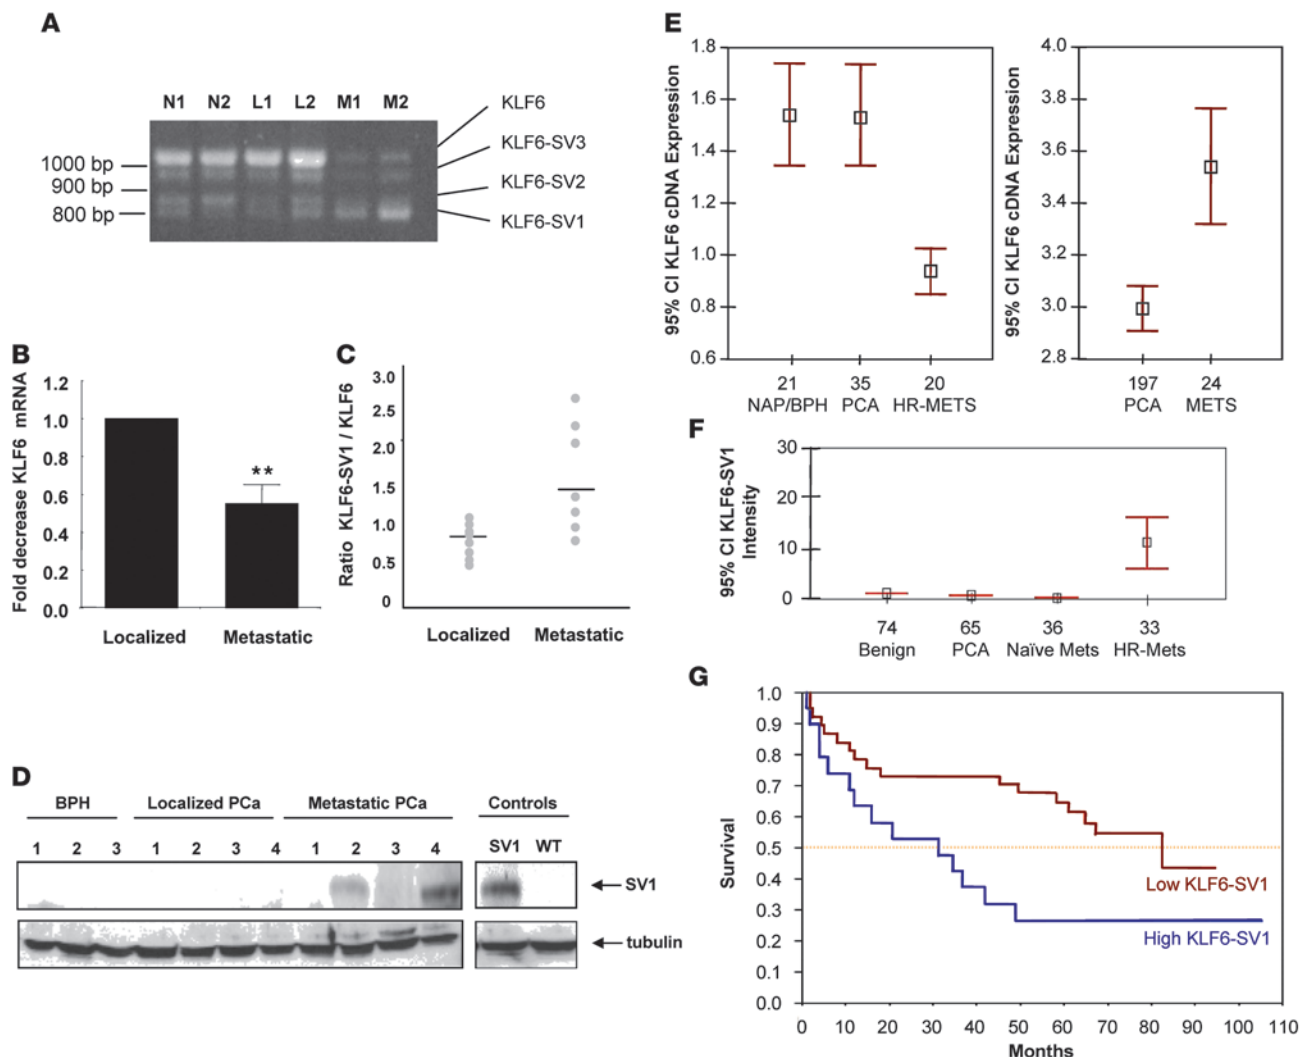 A
N1 N2 L1 L2 M1 M2
1000 bp
900 bp
800 bp
KLF6
KLF6-SV3
KLF6-SV2
KLF6-SV1
B
Fold decrease KLF6 mRNA
1.2
1.0
0.8
0.6
0.4
0.2
0.0
**
Localized Metastatic
C
Ratio KLF6-SV1 / KLF6
3.0
2.5
2.0
1.5
1.0
0.5
0
Localized Metastatic
D
BPH Localized PCa Metastatic PCa Controls
1 2 3 1 2 3 4 1 2 3 4 SV1 WT
SV1
tubulin
E
95% CI KLF6 cDNA Expression
1.8
1.6
1.4
1.2
1.0
0.8
0.6
21 35 20
NAP/BPH PCA HR-METS
95% CI KLF6 cDNA Expression
4.0
3.8
3.6
3.4
3.2
3.0
2.8
197 24
PCA METS
F
95% CI KLF6-SV1
Intensity
30
20
10
0
74 65 36 33
Benign PCA Naïve Mets HR-Mets
G
Survival
1.0
0.9
0.8
0.7
0.6
0.5
0.4
0.3
0.2
0.1
0.0
Low KLF6-SV1
High KLF6-SV1
0 10 20 30 40 50 60 70 80 90 100 110
Months